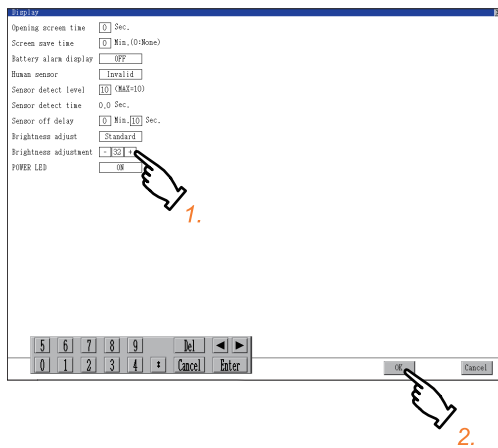 Display
Opening screen time 0 Sec.
Screen save time 0 Min.(0:None)
Battery alarm display OFF
Human sensor Invalid
Sensor detect level 10 (MAX=10)
Sensor detect time 0.0 Sec.
Sensor off delay 0 Min. 10 Sec.
Brightness adjust Standard
Brightness adjustment - 32 +
POWER LED ON
1.
5 6 7 8 9 Del ◀ ▶
0 1 2 3 4 Cancel Enter
OK Cancel
2.